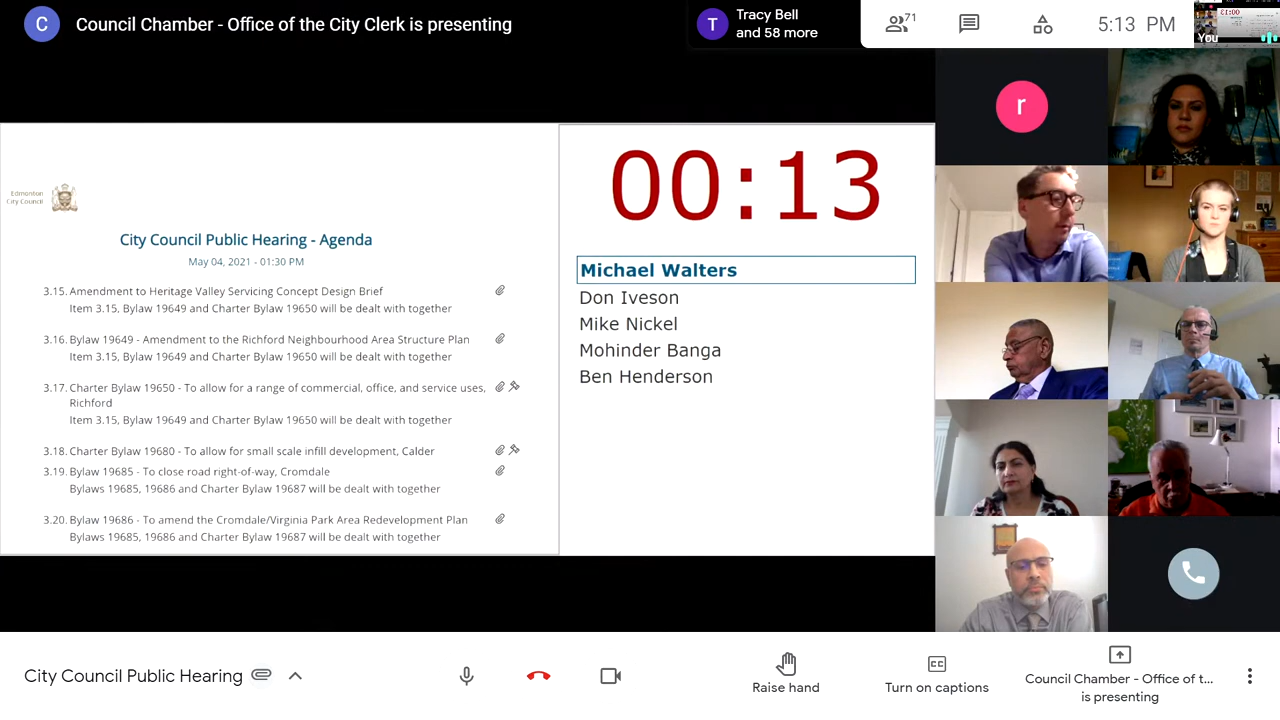 C
Council Chamber - Office of the City Clerk is presenting
T
Tracy Bell
and 58 more
71
5:13 PM
You
Edmonton
City Council
City Council Public Hearing - Agenda
May 04, 2021 - 01:30 PM
3.15. Amendment to Heritage Valley Servicing Concept Design Brief
Item 3.15, Bylaw 19649 and Charter Bylaw 19650 will be dealt with together
3.16. Bylaw 19649 - Amendment to the Richford Neighbourhood Area Structure Plan
Item 3.15, Bylaw 19649 and Charter Bylaw 19650 will be dealt with together
3.17. Charter Bylaw 19650 - To allow for a range of commercial, office, and service uses,
Richford
Item 3.15, Bylaw 19649 and Charter Bylaw 19650 will be dealt with together
3.18. Charter Bylaw 19680 - To allow for small scale infill development, Calder
3.19. Bylaw 19685 - To close road right-of-way, Cromdale
Bylaws 19685, 19686 and Charter Bylaw 19687 will be dealt with together
3.20. Bylaw 19686 - To amend the Cromdale/Virginia Park Area Redevelopment Plan
Bylaws 19685, 19686 and Charter Bylaw 19687 will be dealt with together
00:13
Michael Walters
Don Iveson
Mike Nickel
Mohinder Banga
Ben Henderson
r
City Council Public Hearing
Raise hand
CC
Turn on captions
Council Chamber - Office of t...
is presenting